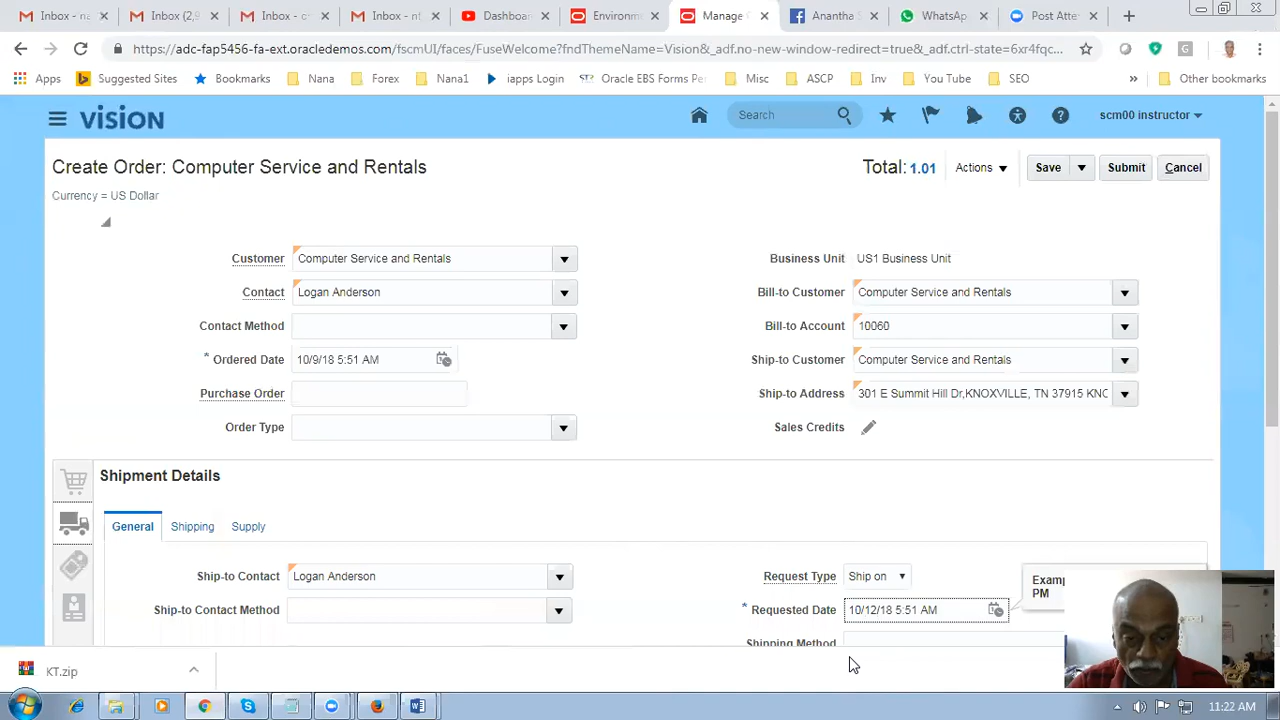 Inbox - na
Inbox (2,9
Inbox - o
Inbox - nt
Dashboar
Environm
Manage
Anantha S
WhatsAp
Post Atte
https://adc-fap5456-fa-ext.oracledemos.com/fscmUI/faces/FuseWelcome?fndThemeName=Vision&_adf.no-new-window-redirect=true&_adf.ctrl-state=6xr4fqc...
Apps
Suggested Sites
Bookmarks
Nana
Forex
Nana1
iapps Login
Oracle EBS Forms Pe
Misc
ASCP
Inv
You Tube
SEO
»
Other bookmarks
vision
Search
scm00 instructor
Create Order: Computer Service and Rentals
Total: 1.01
Actions
Save
Submit
Cancel
Currency = US Dollar
Customer Computer Service and Rentals
Business Unit US1 Business Unit
Contact Logan Anderson
Bill-to Customer Computer Service and Rentals
Contact Method
Bill-to Account 10060
* Ordered Date 10/9/18 5:51 AM
Ship-to Customer Computer Service and Rentals
Purchase Order
Ship-to Address 301 E Summit Hill Dr,KNOXVILLE, TN 37915 KNO
Order Type
Sales Credits
Shipment Details
General Shipping Supply
Ship-to Contact Logan Anderson
Request Type Ship on
Ship-to Contact Method
* Requested Date 10/12/18 5:51 AM
Examp
PM
Shipping Method
KT.zip
11:22 AM